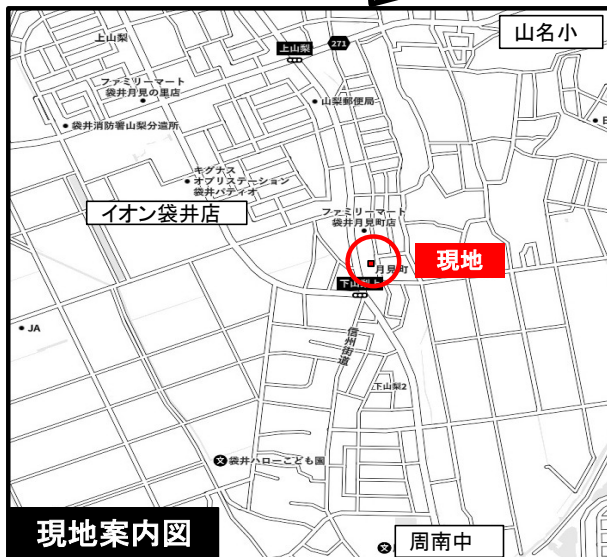 山名小
上山梨
上山梨
271
ファミリーマート
袋井月見の里店
山梨郵便局
袋井消防署山梨分遣所
キグナス
オブリステーション
袋井パティオ
イオン袋井店
ファミリーマート
袋井月見町店
現地
月見町
JA
信州街道
下山梨2
文 袋井ハローこども園
現地案内図
文
周南中